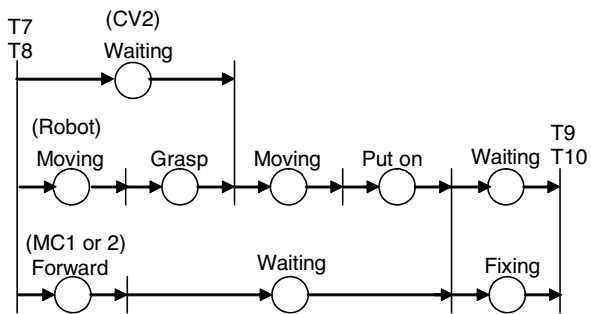 T7
T8
(CV2)
Waiting
(Robot)
Moving
Grasp
Moving
Put on
Waiting
T9
T10
(MC1 or 2)
Forward
Waiting
Fixing